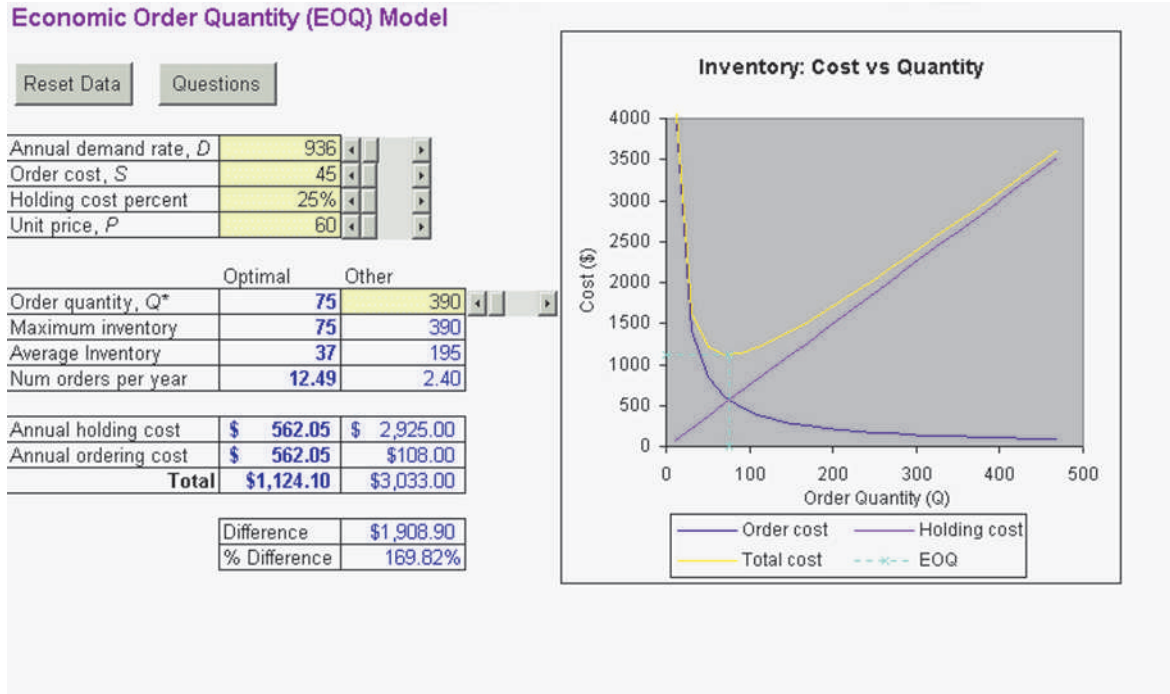 Economic Order Quantity (EOQ) Model
Reset Data Questions
Annual demand rate, D 936
Order cost, S 45
Holding cost percent 25%
Unit price, P 60
Optimal Other
Order quantity, Q* 75 390
Maximum inventory 75 390
Average Inventory 37 195
Num orders per year 12.49 2.40
Annual holding cost $ 562.05 $ 2,925.00
Annual ordering cost $ 562.05 $108.00
Total $1,124.10 $3,033.00
Difference $1,908.90
% Difference 169.82%
Inventory: Cost vs Quantity
Cost ($)
4000
3500
3000
2500
2000
1500
1000
500
0
0 100 200 300 400 500
Order Quantity (Q)
Order cost Holding cost
Total cost EOQ